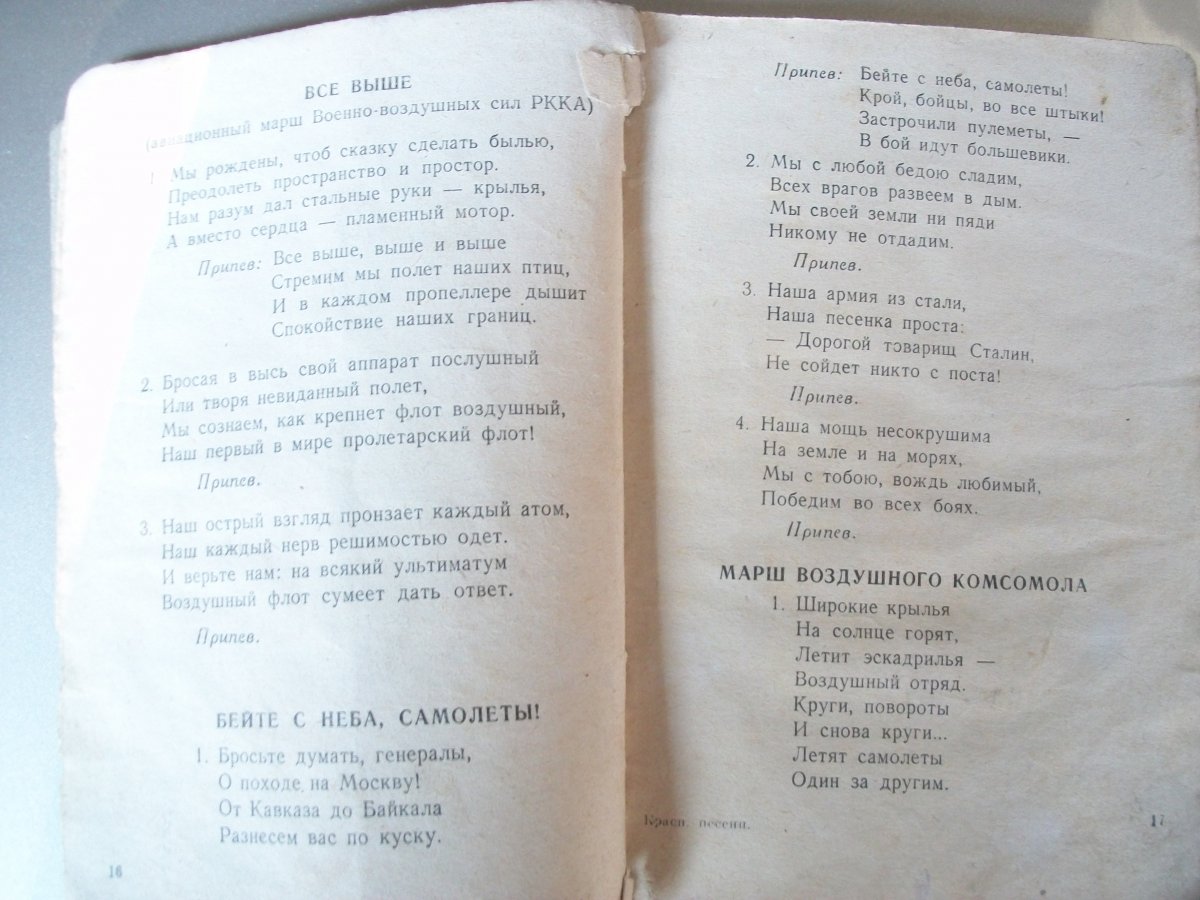 ВСЕ ВЫШЕ
(авиационный марш Военно-воздушных сил РККА)
1 Мы рождены, чтоб сказку сделать былью,
Преодолеть пространство и простор.
Нам разум дал стальные руки — крылья,
А вместо сердца — пламенный мотор.
Припев: Все выше, выше и выше
Стремим мы полет наших птиц,
И в каждом пропеллере дышит
Спокойствие наших границ.
2. Бросая в высь свой аппарат послушный
Или творя невиданный полет,
Мы сознаем, как крепнет флот воздушный,
Наш первый в мире пролетарский флот!
Припев.
3. Наш острый взгляд пронзает каждый атом,
Наш каждый нерв решимостью одет.
И верьте нам: на всякий ультиматум
Воздушный флот сумеет дать ответ.
Припев.
БЕЙТЕ С НЕБА, САМОЛЕТЫ!
1. Бросьте думать, генералы,
О походе на Москву!
От Кавказа до Байкала
Разнесем вас по куску.
16
Припев: Бейте с неба, самолеты!
Крой, бойцы, во все штыки!
Застрочили пулеметы, —
В бой идут большевики.
2. Мы с любой бедою сладим,
Всех врагов развеем в дым.
Мы своей земли ни пяди
Никому не отдадим.
Припев.
3. Наша армия из стали,
Наша песенка проста:
— Дорогой товарищ Сталин,
Не сойдет никто с поста!
Припев.
4. Наша мощь несокрушима
На земле и на морях,
Мы с тобою, вождь любимый,
Победим во всех боях.
Припев.
МАРШ ВОЗДУШНОГО КОМСОМОЛА
1. Широкие крылья
На солнце горят,
Летит эскадрилья —
Воздушный отряд.
Круги, повороты
И снова круги...
Летят самолеты
Один за другим.
Красн. песени.
17